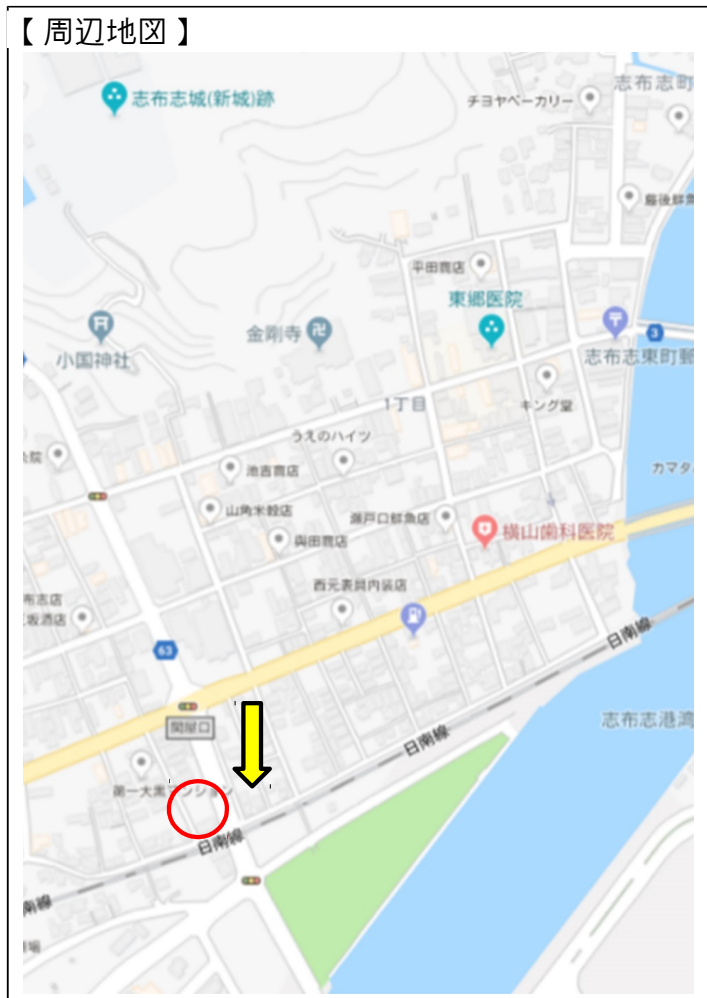 【 周辺地図 】
志布志城(新城)跡
チヨヤベーカリー
志布志町
平田商店
東郷医院
金剛寺
小国神社
3
志布志東町郵
1丁目
キング堂
うえのハイツ
池吉商店
カマタ
山角米穀店
瀬戸口鮮魚店
與田商店
横山歯科医院
西元表具内装店
布志店
坂酒店
63
日南線
関屋口
志布志港湾
日南線
第一大黒マンション
日南線
南線